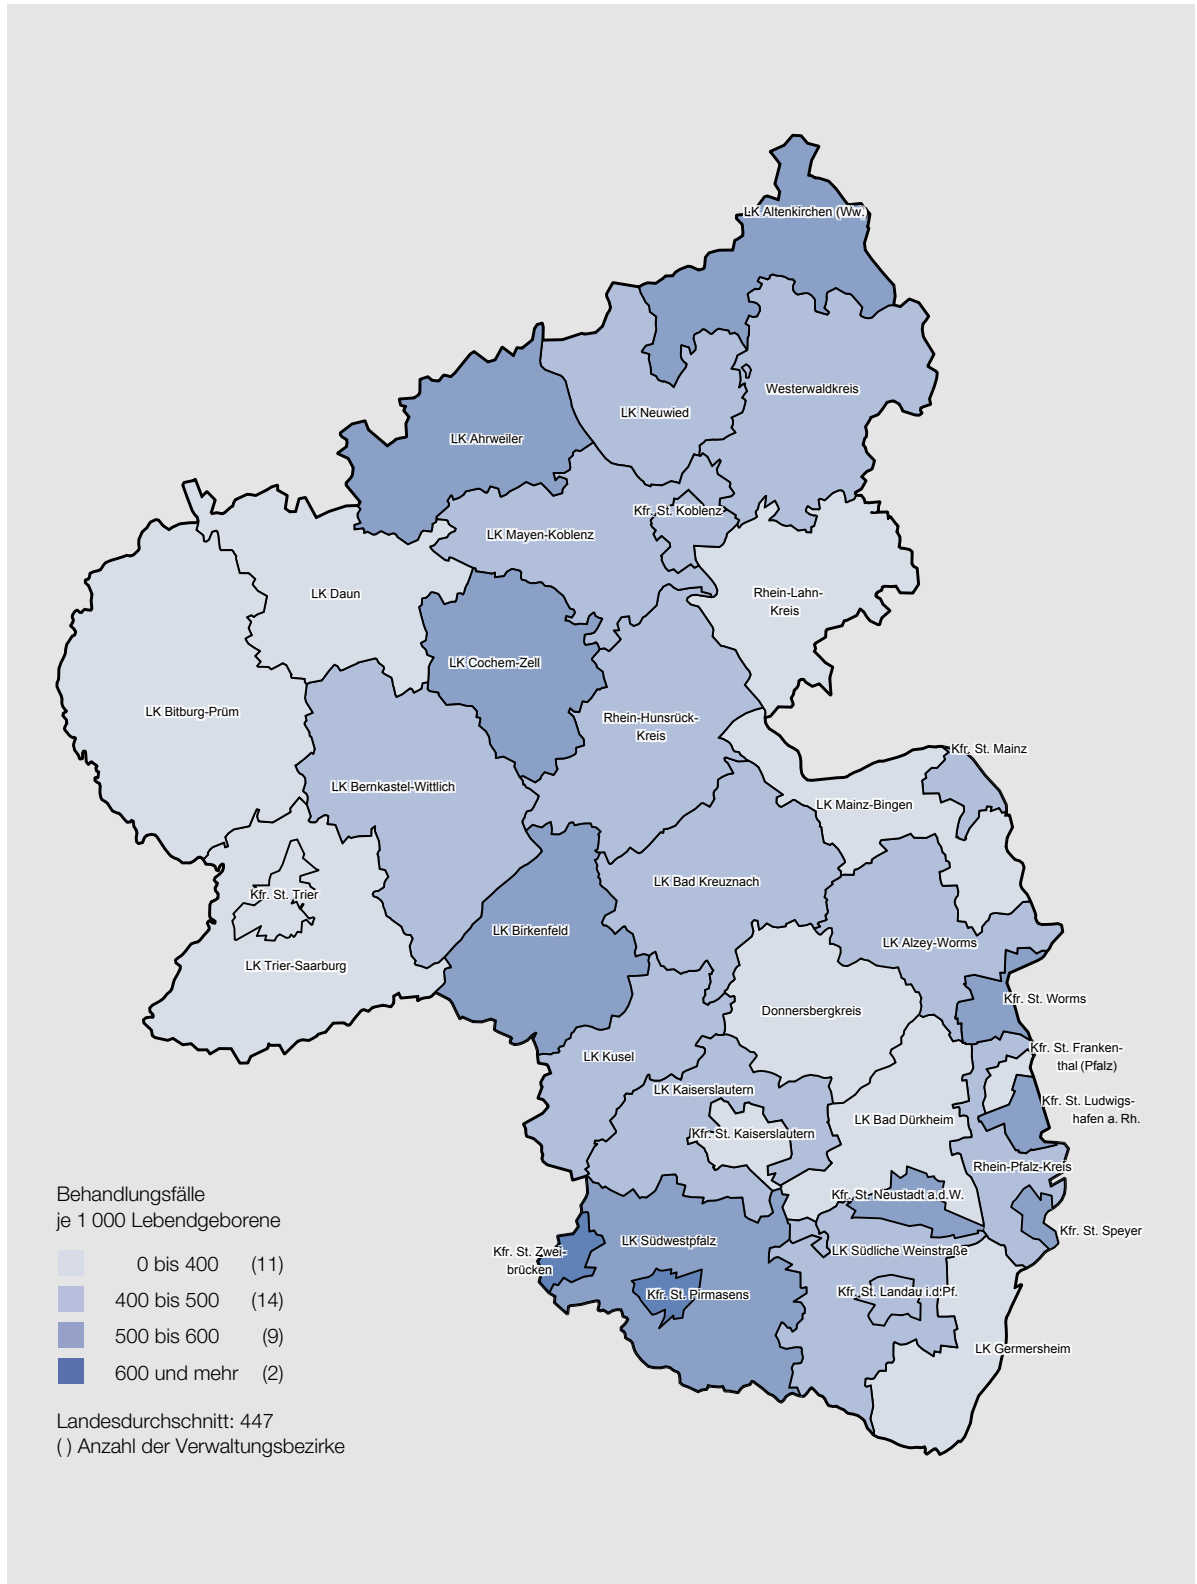 LK Altenkirchen (Ww.)
Westerwaldkreis
LK Neuwied
LK Ahrweiler
Kfr. St. Koblenz
LK Mayen-Koblenz
LK Daun
Rhein-Lahn-
Kreis
LK Cochem-Zell
LK Bitburg-Prüm
Rhein-Hunsrück-
Kreis
Kfr. St. Mainz
LK Bernkastel-Wittlich
LK Mainz-Bingen
LK Bad Kreuznach
Kfr. St. Trier
LK Birkenfeld
LK Alzey-Worms
LK Trier-Saarburg
Kfr. St. Worms
Donnersbergkreis
Kfr. St. Franken-
thal (Pfalz)
LK Kusel
LK Kaiserslautern
Kfr. St. Ludwigs-
hafen a. Rh.
LK Bad Dürkheim
Kfr. St. Kaiserslautern
Rhein-Pfalz-Kreis
Kfr. St. Neustadt a.d.W.
Kfr. St. Speyer
LK Südwestpfalz
LK Südliche Weinstraße
Kfr. St. Zwei-
brücken
Kfr. St. Pirmasens
Kfr. St. Landau i.d.Pf.
LK Germersheim
Behandlungsfälle
je 1 000 Lebendgeborene
0 bis 400 (11)
400 bis 500 (14)
500 bis 600 (9)
600 und mehr (2)
Landesdurchschnitt: 447
( ) Anzahl der Verwaltungsbezirke